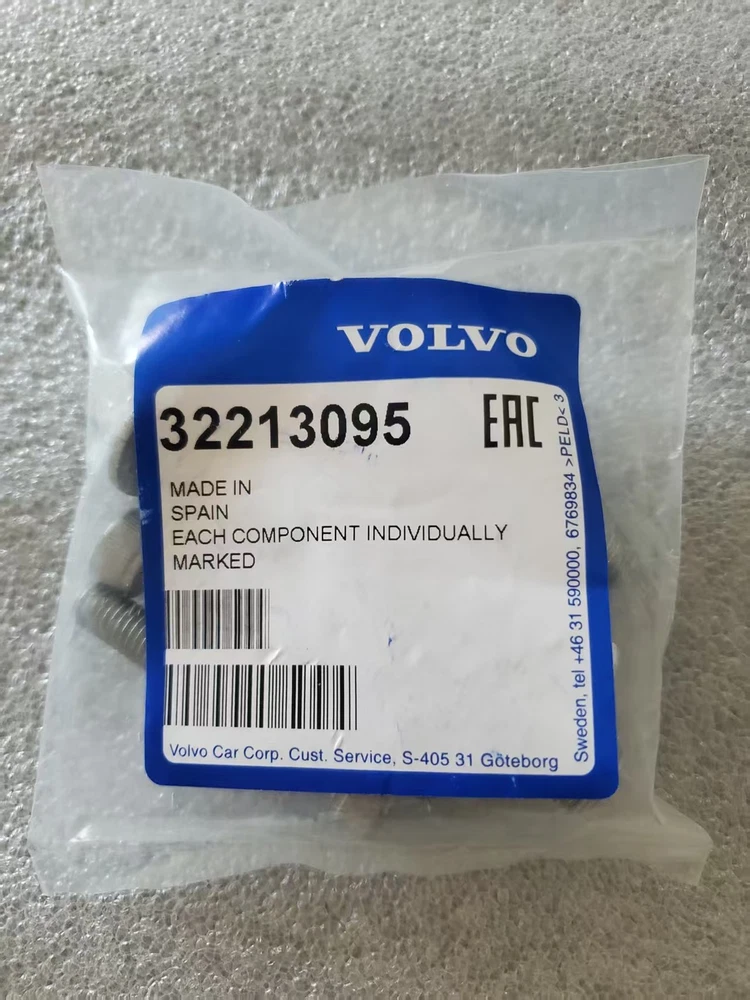 VOLVO
32213095
EAC
MADE IN
SPAIN
EACH COMPONENT INDIVIDUALLY
MARKED
Volvo Car Corp. Cust. Service, S-405 31 Göteborg
Sweden, tel +46 31 590000, 6769834 >PELD< 3